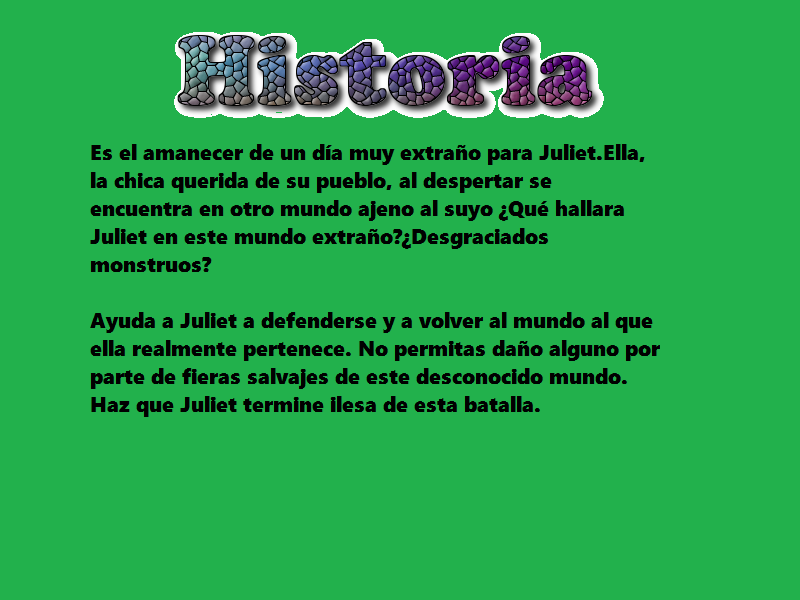 Historia
Es el amanecer de un día muy extraño para Juliet.Ella,
la chica querida de su pueblo, al despertar se
encuentra en otro mundo ajeno al suyo ¿Qué hallara
Juliet en este mundo extraño?¿Desgraciados
monstruos?
Ayuda a Juliet a defenderse y a volver al mundo al que
ella realmente pertenece. No permitas daño alguno por
parte de fieras salvajes de este desconocido mundo.
Haz que Juliet termine ilesa de esta batalla.